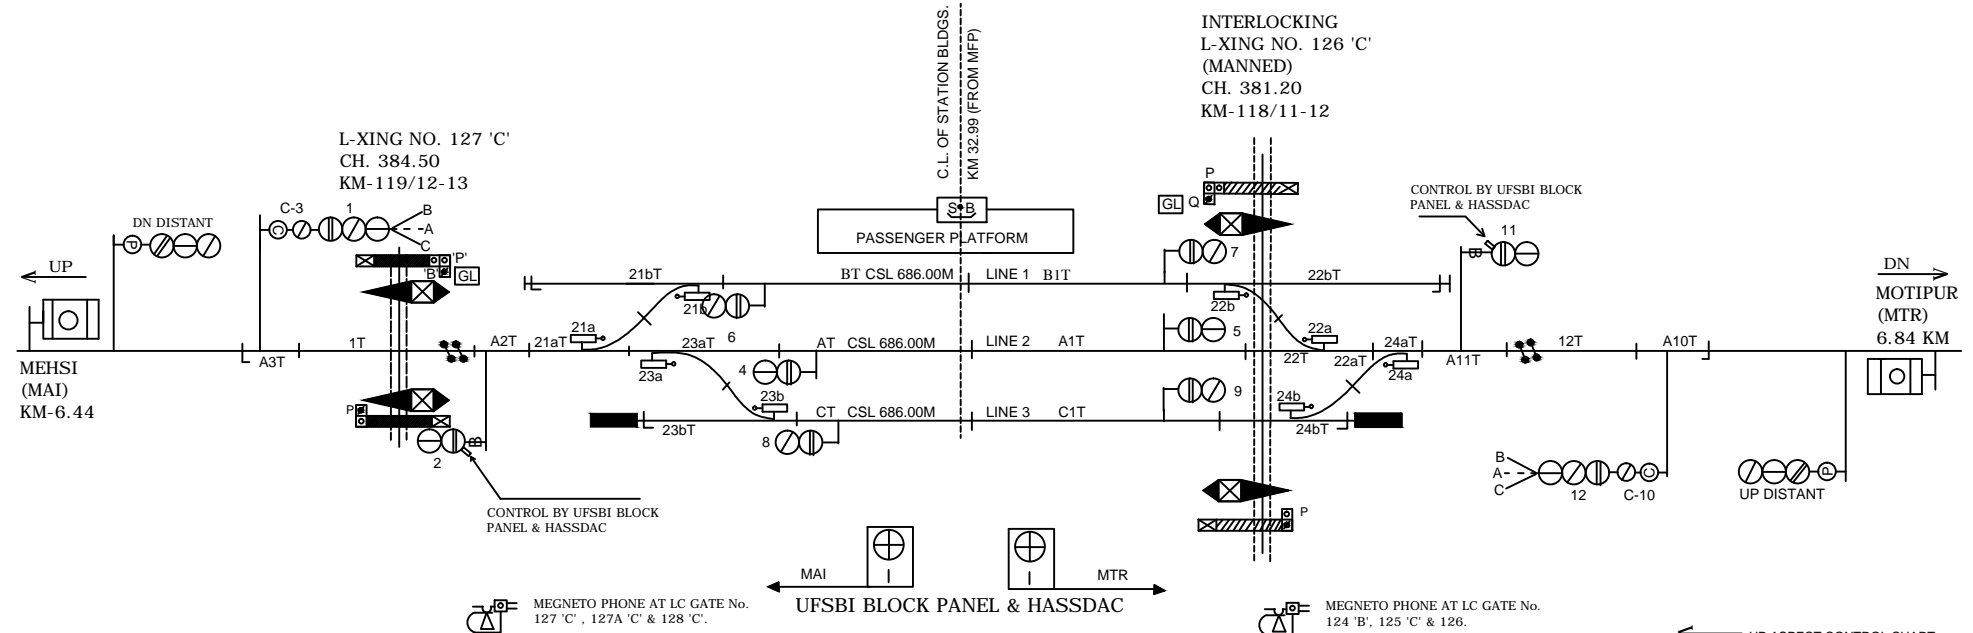 INTERLOCKING
L-XING NO. 126 'C'
(MANNED)
CH. 381.20
KM-118/11-12
C.L. OF STATION BLDGS.
KM 32.99 (FROM MFP)
L-XING NO. 127 'C'
CH. 384.50
KM-119/12-13
DN DISTANT
C-3
1
B
A
C
C
P
'P'
'B'
GL
UP
S B
PASSENGER PLATFORM
P
GL
Q
7
CONTROL BY UFSBI BLOCK
PANEL & HASSDAC
11
B
DN
MOTIPUR
(MTR)
6.84 KM
21bT
BT CSL 686.00M
LINE 1
B1T
22bT
21b
22b
21a
6
5
22a
MEHSI
(MAI)
KM-6.44
A3T
1T
A2T
21aT
23aT
AT
CSL 686.00M
LINE 2
A1T
22T
22aT
24aT
A11T
12T
A10T
23a
4
24a
9
P
23b
24b
CT
CSL 686.00M
LINE 3
C1T
23bT
24bT
2
B
8
B
A
C
12
C-10
C
UP DISTANT
P
CONTROL BY UFSBI BLOCK
PANEL & HASSDAC
P
MAI
MTR
UFSBI BLOCK PANEL & HASSDAC
MEGNETO PHONE AT LC GATE No.
127 'C' , 127A 'C' & 128 'C'.
MEGNETO PHONE AT LC GATE No.
124 'B', 125 'C' & 126.
UP ASPECT CONTROL CHART